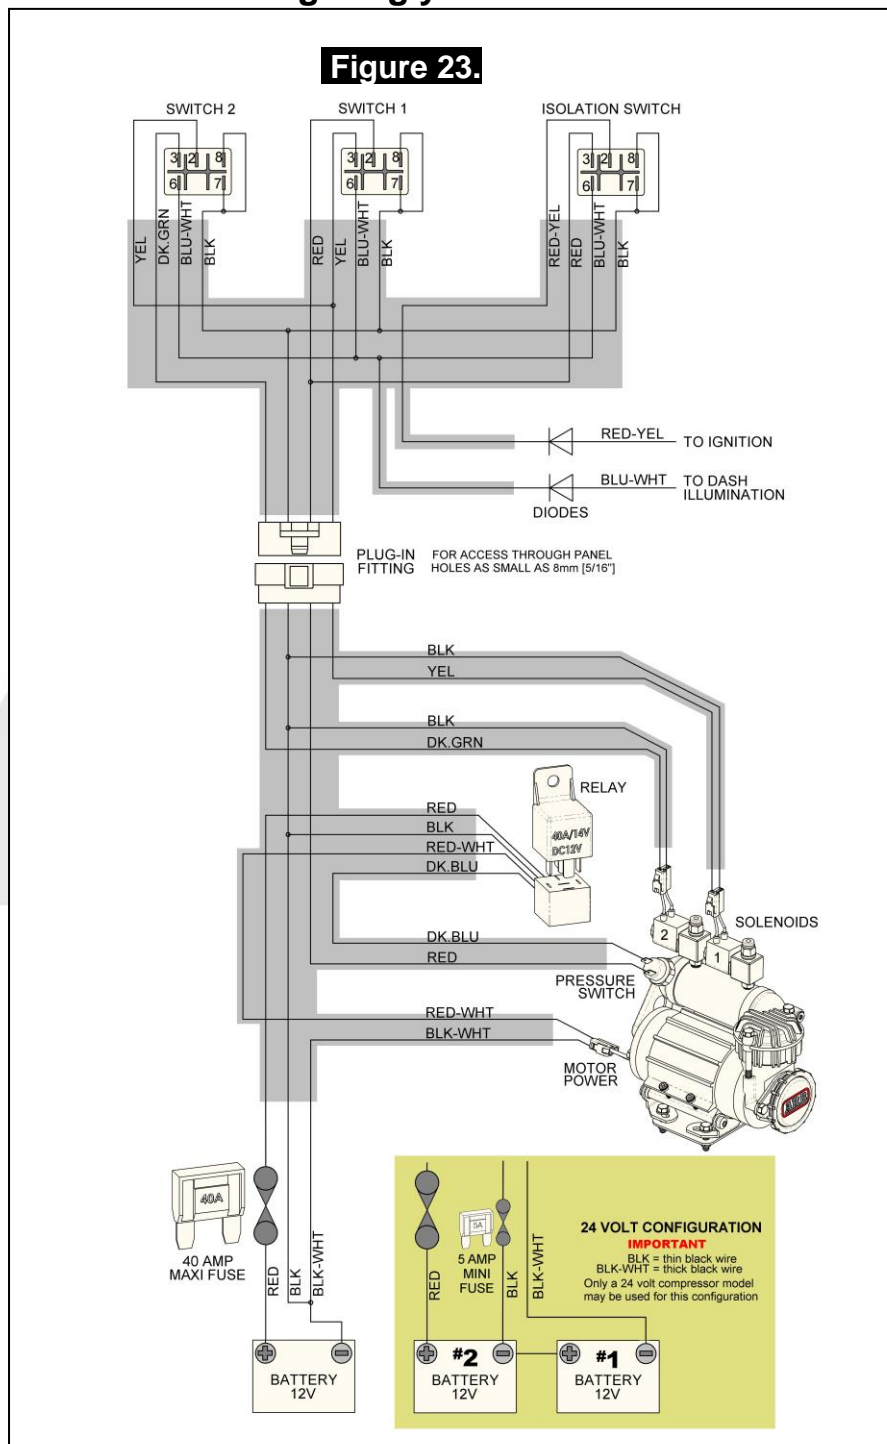 Figure 23.
SWITCH 2
SWITCH 1
ISOLATION SWITCH
3 2 8
6 7
3 2 8
6 7
3 2 8
6 7
YEL
DK.GRN
BLU-WHT
BLK
RED
YEL
BLU-WHT
BLK
RED-YEL
RED
BLU-WHT
BLK
RED-YEL
TO IGNITION
BLU-WHT
TO DASH
ILLUMINATION
DIODES
PLUG-IN
FITTING
FOR ACCESS THROUGH PANEL
HOLES AS SMALL AS 8mm [5/16"]
BLK
YEL
BLK
DK.GRN
RED
BLK
RED-WHT
DK.BLU
RELAY
40A/14V
DC12V
DK.BLU
RED
PRESSURE
SWITCH
2
1
SOLENOIDS
RED-WHT
BLK-WHT
MOTOR
POWER
ARB
40A
40 AMP
MAXI FUSE
RED
BLK
BLK-WHT
BATTERY
12V
5A
5 AMP
MINI
FUSE
RED
BLK
BLK-WHT
24 VOLT CONFIGURATION
IMPORTANT
BLK = thin black wire
BLK-WHT = thick black wire
Only a 24 volt compressor model
may be used for this configuration
#2
BATTERY
12V
#1
BATTERY
12V